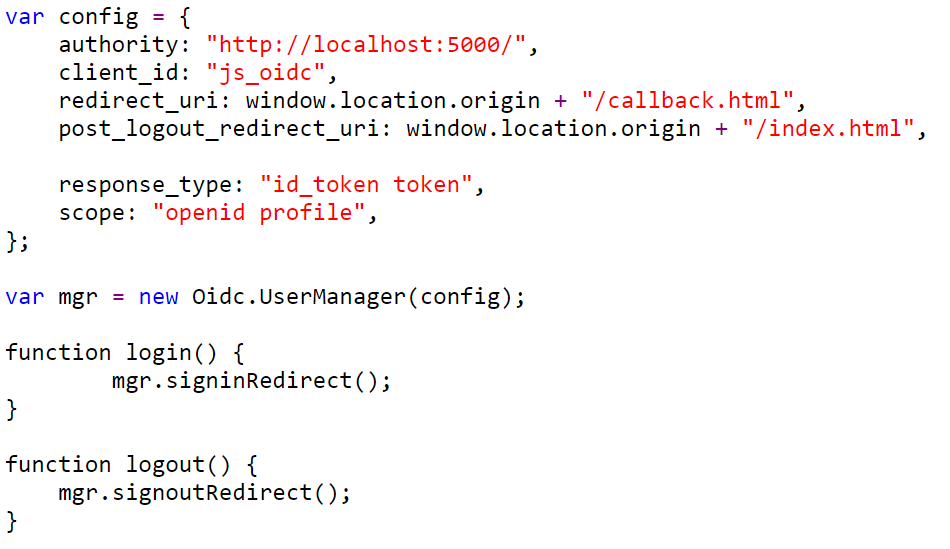 var config = {
    authority: "http://localhost:5000/",
    client_id: "js_oidc",
    redirect_uri: window.location.origin + "/callback.html",
    post_logout_redirect_uri: window.location.origin + "/index.html",

    response_type: "id_token token",
    scope: "openid profile",
};

var mgr = new Oidc.UserManager(config);

function login() {
        mgr.signinRedirect();
}

function logout() {
    mgr.signoutRedirect();
}